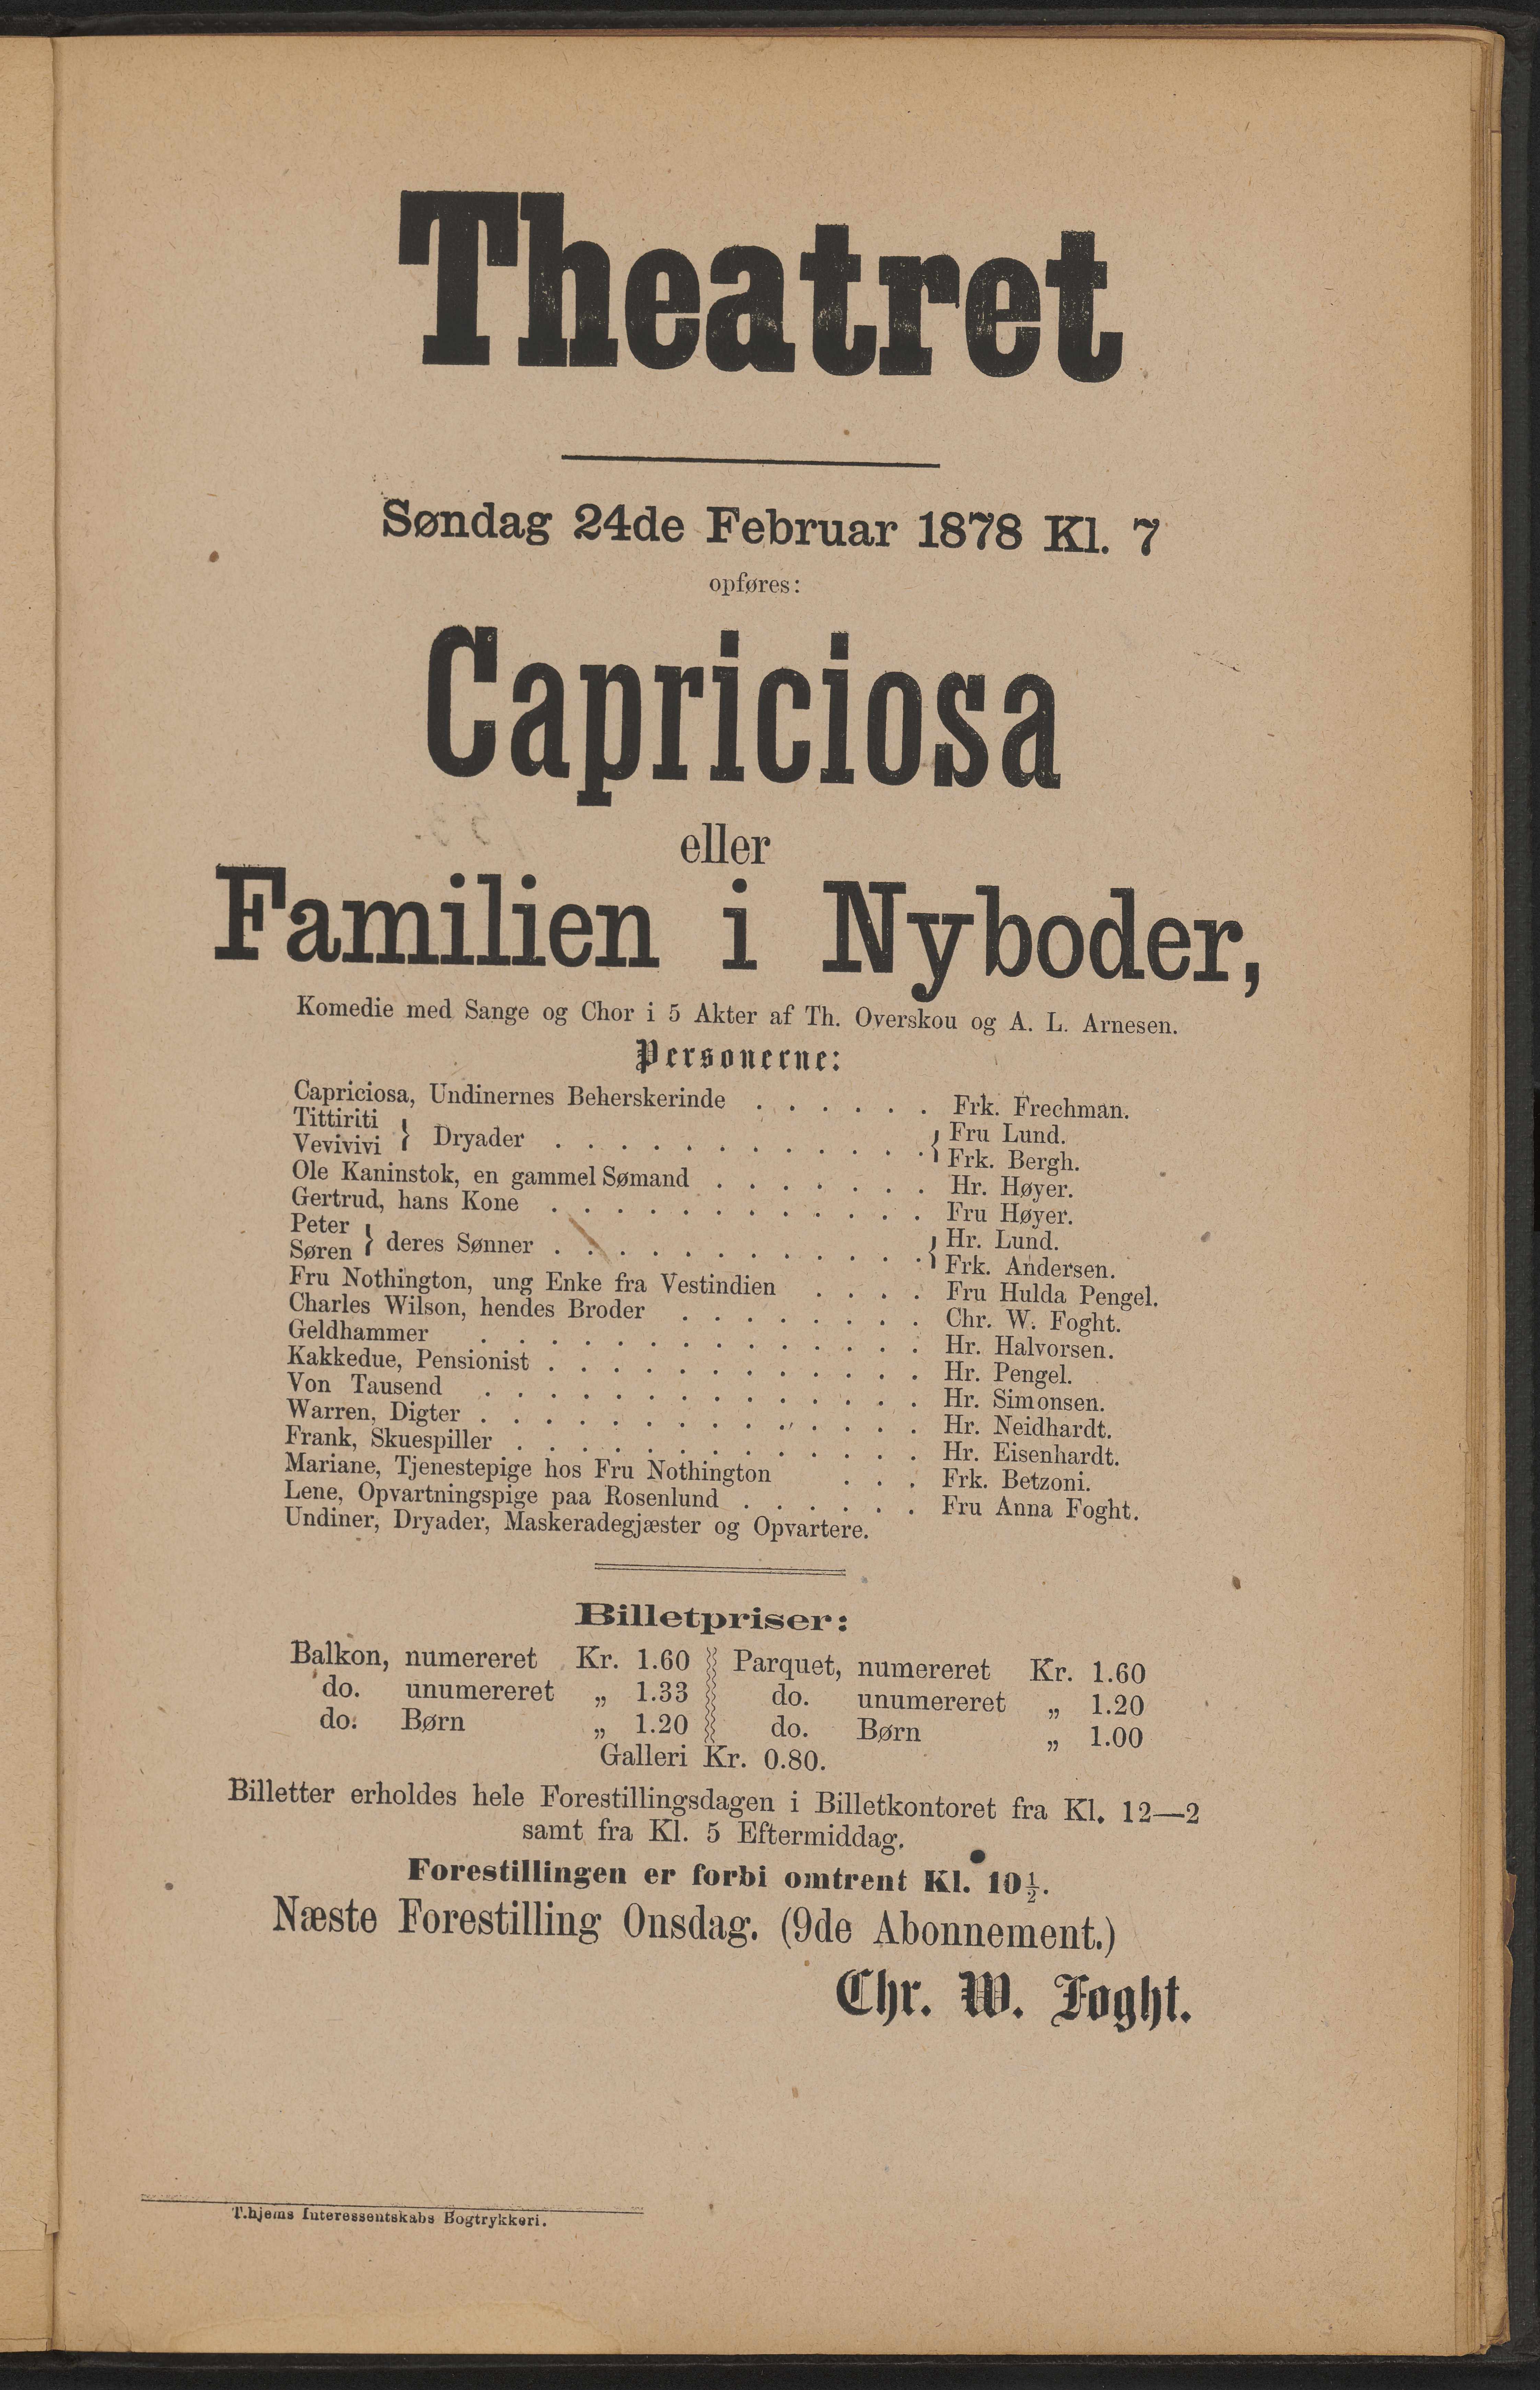 Theatret
Søndag 24de Februar 1878 Kl. 7
opføres:
Capriciosa
eller
Familien i Nyboder,
Komedie med Sange og Chor i 5 Akter af Th. Overskou og A. L. Arnesen.
Personerne:
Capriciosa, Undinernes Beherskerinde . . . . . . Frk. Frechman.
Tittiriti } Dryader . . . . . . . . . . . . { Fru Lund.
Vevivivi } { Frk. Bergh.
Ole Kaninstok, en gammel Sømand . . . . . . . Hr. Høyer.
Gertrud, hans Kone . . . . . . . . . . . . Fru Høyer.
Peter } deres Sønner . . . . . . . . . . . . { Hr. Lund.
Søren } { Frk. Andersen.
Fru Nothington, ung Enke fra Vestindien . . . . Fru Hulda Pengel.
Charles Wilson, hendes Broder . . . . . . . . Chr. W. Foght.
Geldhammer . . . . . . . . . . . . . . Hr. Halvorsen.
Kakkedue, Pensionist . . . . . . . . . . . . Hr. Pengel.
Von Tausend . . . . . . . . . . . . . . Hr. Simonsen.
Warren, Digter . . . . . . . . . . . . . . Hr. Neidhardt.
Frank, Skuespiller . . . . . . . . . . . . . Hr. Eisenhardt.
Mariane, Tjenestepige hos Fru Nothington . . . Frk. Betzoni.
Lene, Opvartningspige paa Rosenlund . . . . . . Fru Anna Foght.
Undiner, Dryader, Maskeradegjæster og Opvartere.
Billetpriser:
Balkon, numereret Kr. 1.60 Parquet, numereret Kr. 1.60
do. unumereret „ 1.33 do. unumereret „ 1.20
do. Børn „ 1.20 do. Børn „ 1.00
Galleri Kr. 0.80.
Billetter erholdes hele Forestillingsdagen i Billetkontoret fra Kl. 12—2
samt fra Kl. 5 Eftermiddag.
Forestillingen er forbi omtrent Kl. 10½.
Næste Forestilling Onsdag. (9de Abonnement.)
Chr. W. Foght.
T.hjems Interessentskabs Bogtrykkeri.